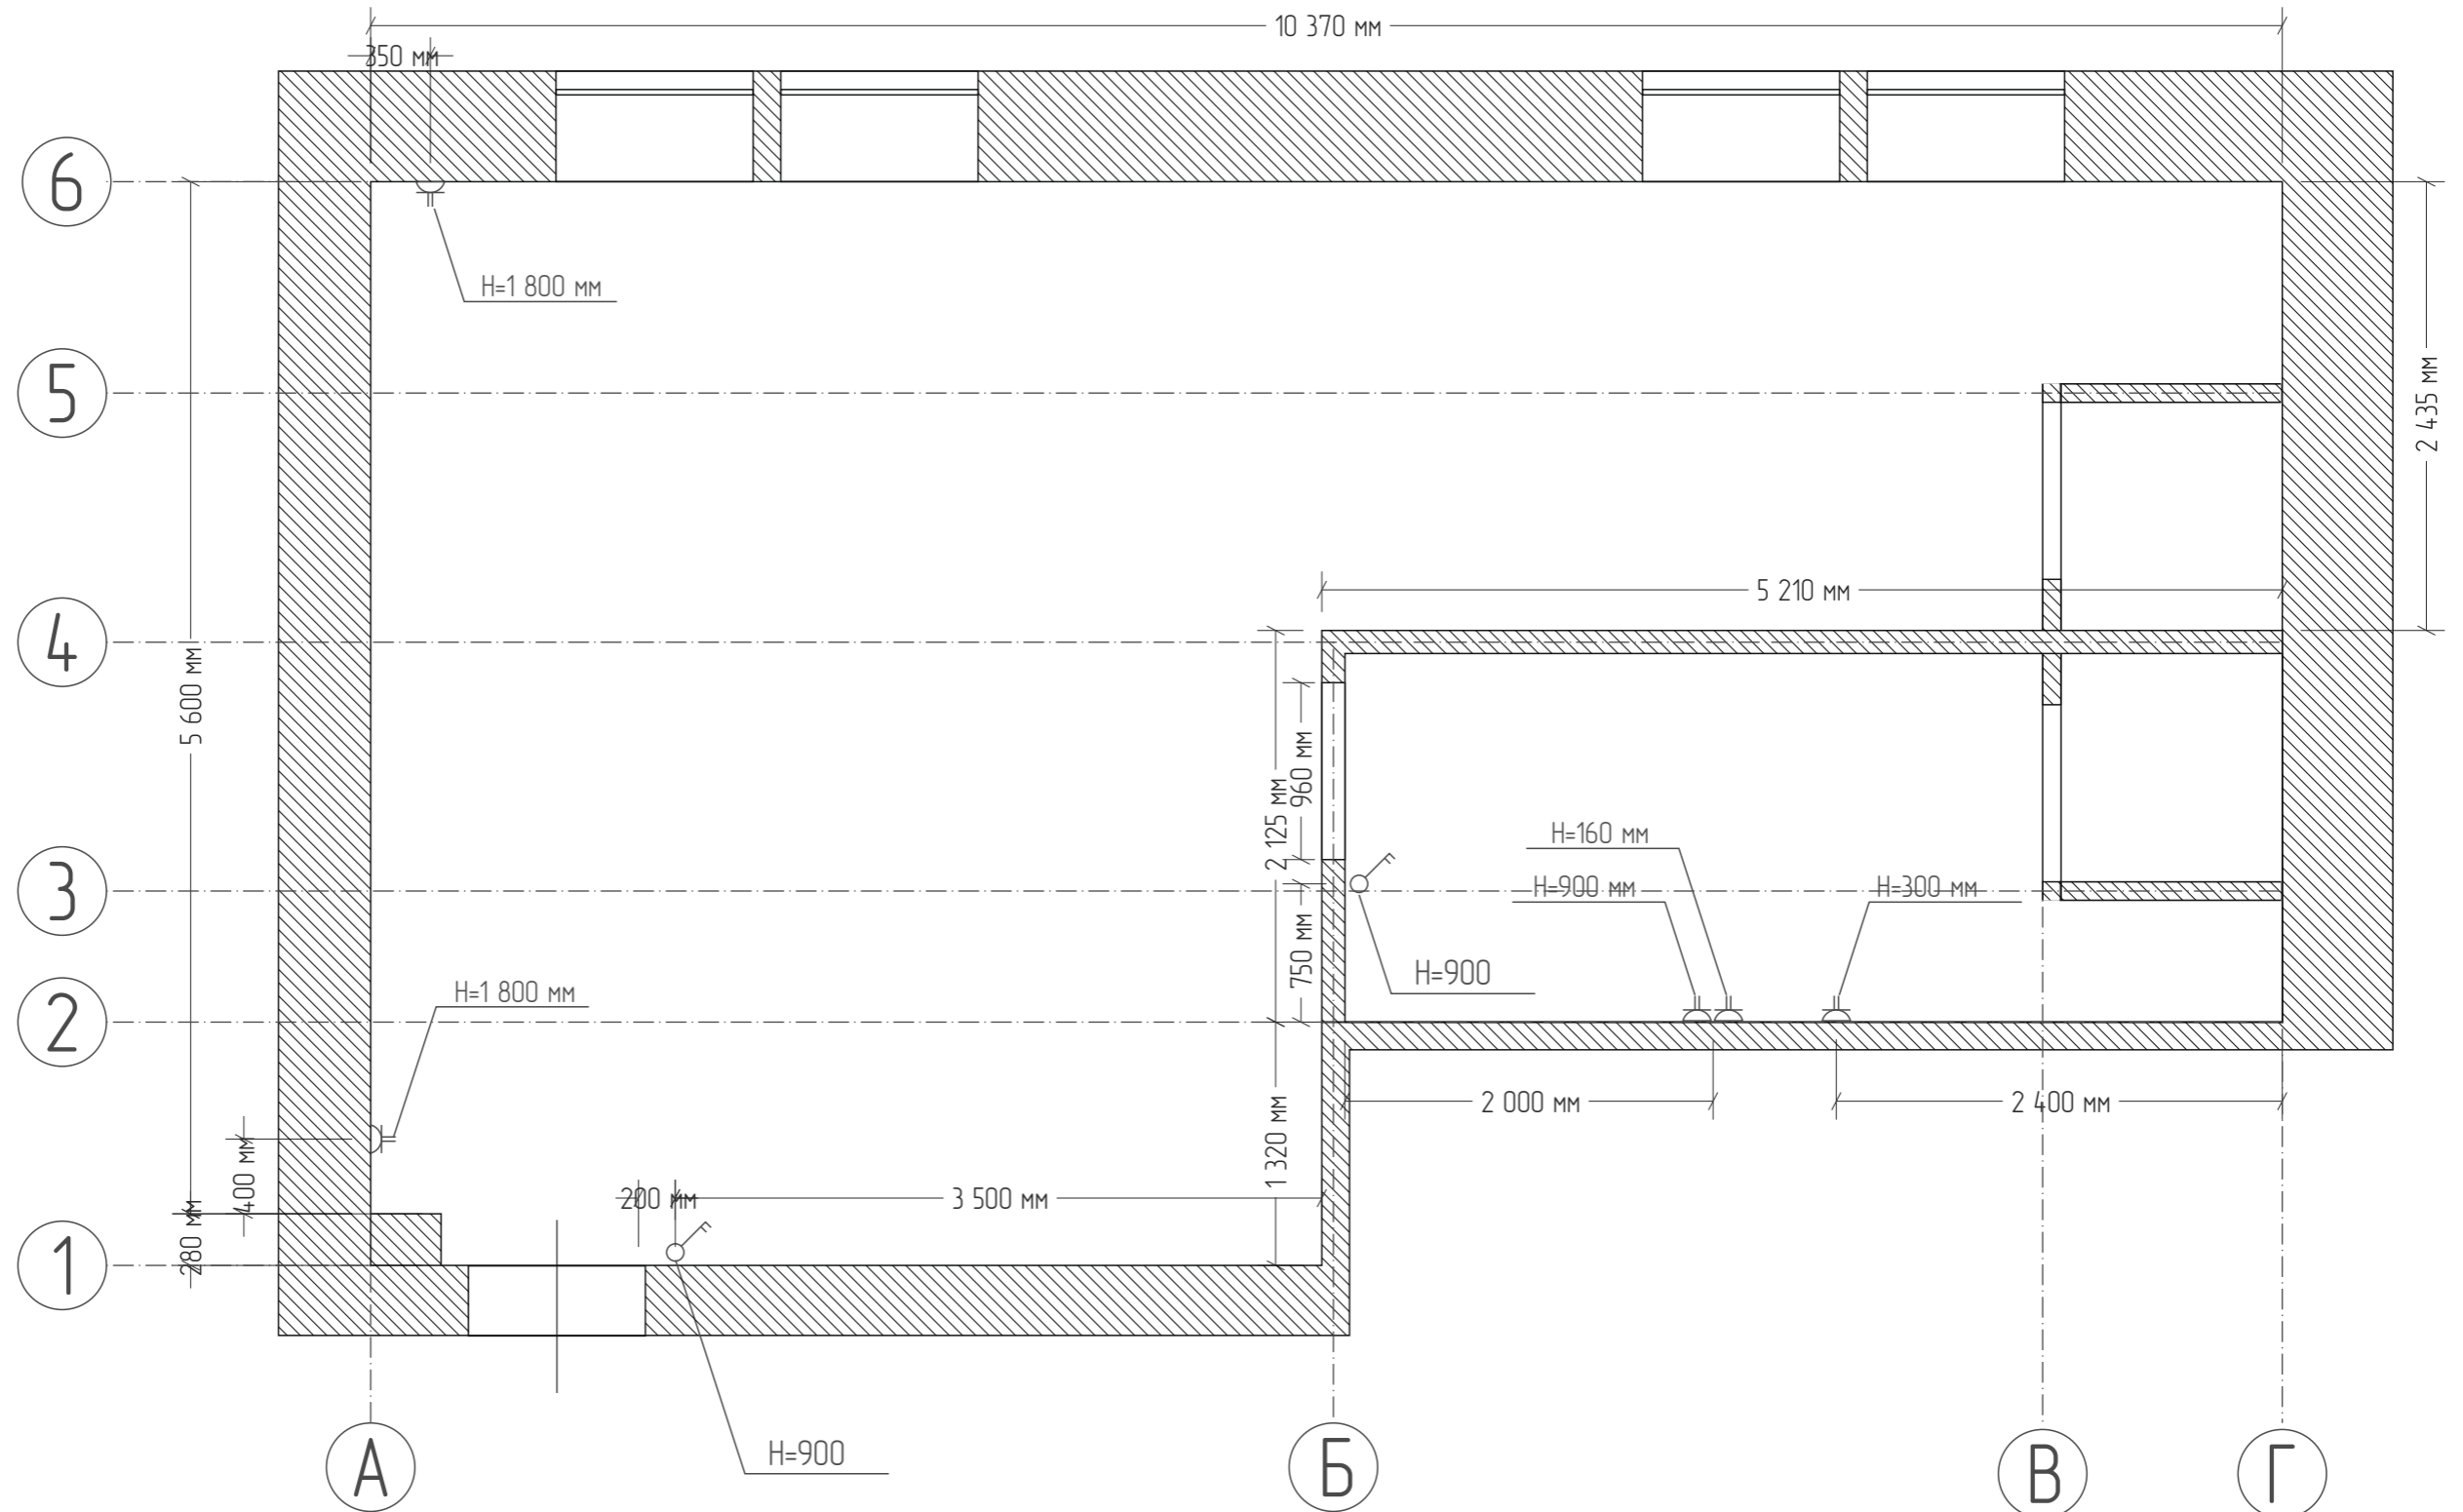 10 370 мм
350 мм
6
H=1 800 мм
5
2 435 мм
5 210 мм
4
5 600 мм
960 мм
2 125 мм
H=160 мм
3
H=900 мм
H=300 мм
750 мм
H=900
H=1 800 мм
2
2 000 мм
2 400 мм
1 320 мм
400 мм
200 мм
3 500 мм
280 мм
1
H=900
А
Б
В
Г